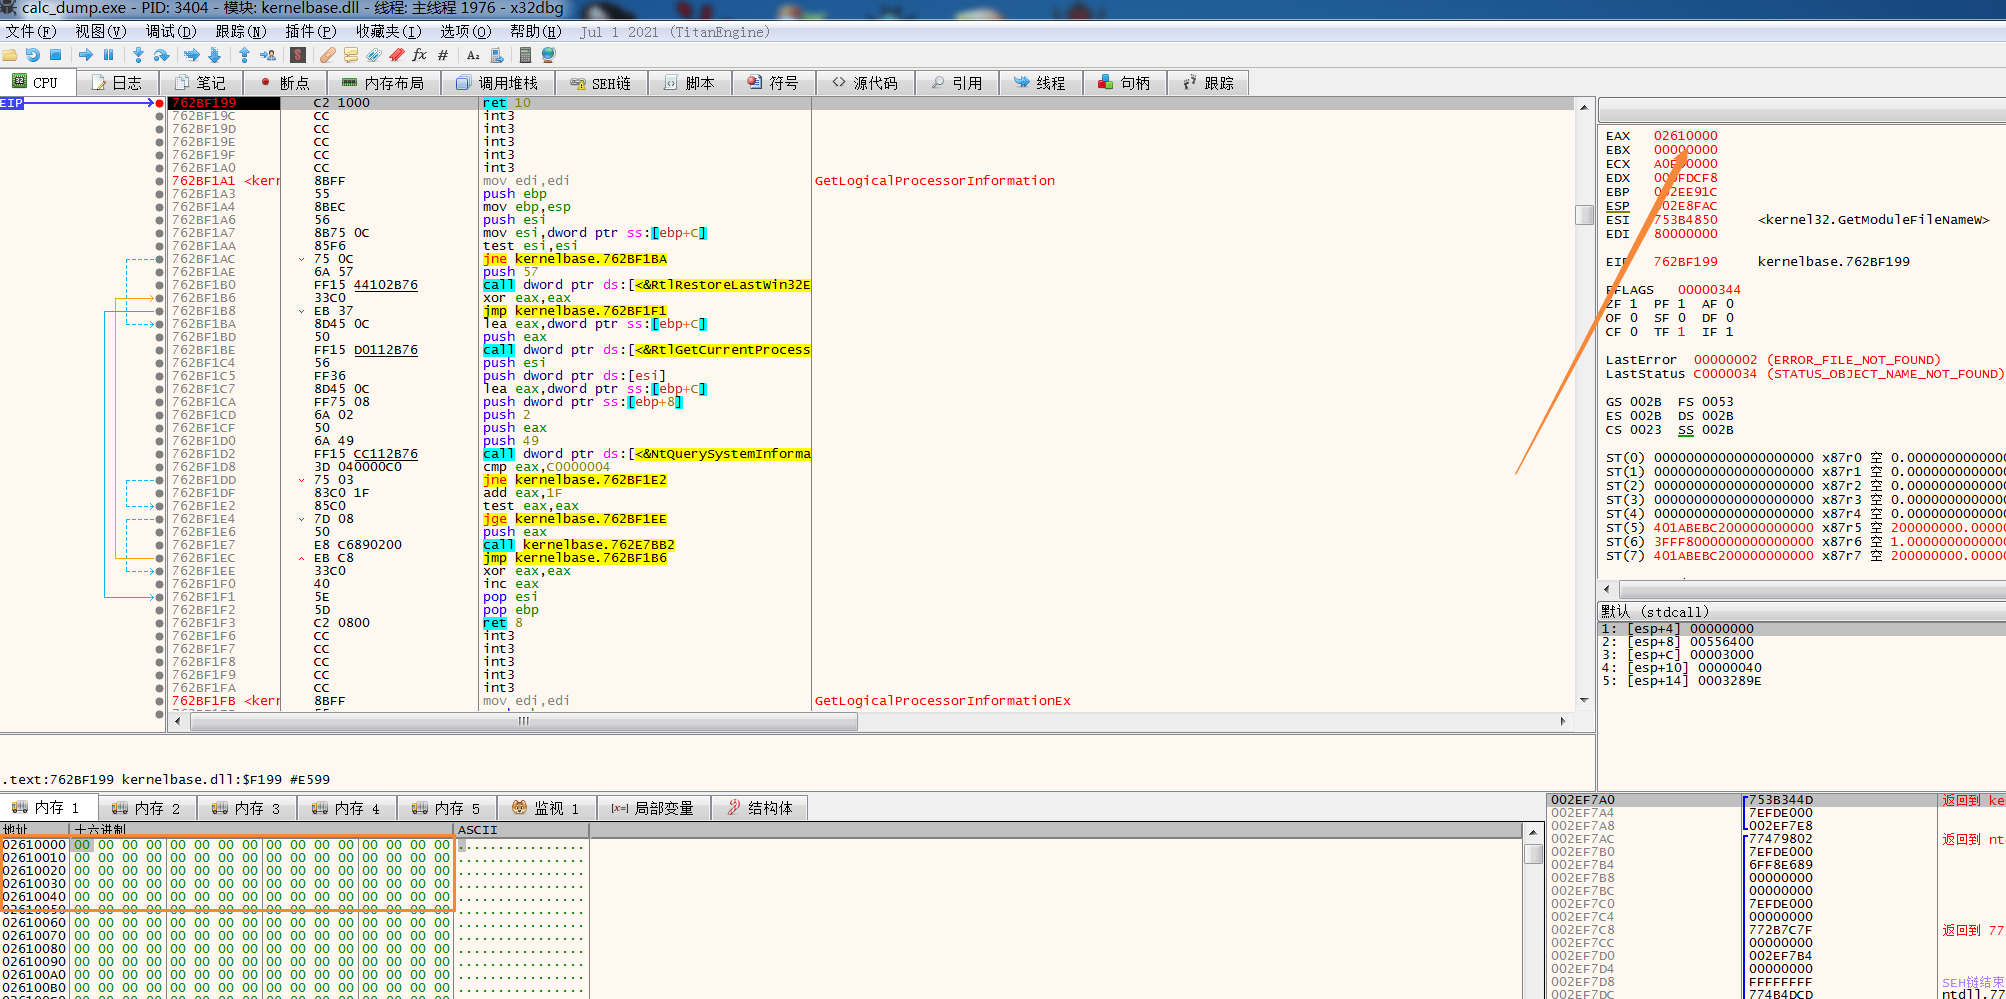 calc_dump.exe - PID: 3404 - 模块: kernelbase.dll - 线程: 主线程 1976 - x32dbg
文件(F) 视图(V) 调试(D) 跟踪(N) 插件(P) 收藏夹(I) 选项(O) 帮助(H) Jul 1 2021 (TitanEngine)
CPU 日志 笔记 断点 内存布局 调用堆栈 SEH链 脚本 符号 源代码 引用 线程 句柄 跟踪
EIP 762BF199 C2 1000 ret 10
762BF19C CC int3
762BF19D CC int3
762BF19E CC int3
762BF19F CC int3
762BF1A0 CC int3
762BF1A1 <kerr 8BFF mov edi,edi GetLogicalProcessorInformation
762BF1A3 55 push ebp
762BF1A4 8BEC mov ebp,esp
762BF1A6 56 push esi
762BF1A7 8B75 0C mov esi,dword ptr ss:[ebp+C]
762BF1AA 85F6 test esi,esi
762BF1AC 75 0C jne kernelbase.762BF1BA
762BF1AE 6A 57 push 57
762BF1B0 FF15 44102B76 call dword ptr ds:[<&RtlRestoreLastWin32E
762BF1B6 33C0 xor eax,eax
762BF1B8 EB 37 jmp kernelbase.762BF1F1
762BF1BA 8D45 0C lea eax,dword ptr ss:[ebp+C]
762BF1BD 50 push eax
762BF1BE FF15 D0112B76 call dword ptr ds:[<&RtlGetCurrentProcess
762BF1C4 56 push esi
762BF1C5 FF36 push dword ptr ds:[esi]
762BF1C7 8D45 0C lea eax,dword ptr ss:[ebp+C]
762BF1CA FF75 08 push dword ptr ss:[ebp+8]
762BF1CD 6A 02 push 2
762BF1CF 50 push eax
762BF1D0 6A 49 push 49
762BF1D2 FF15 CC112B76 call dword ptr ds:[<&NtQuerySystemInforma
762BF1D8 3D 040000C0 cmp eax,C0000004
762BF1DD 75 03 jne kernelbase.762BF1E2
762BF1DF 83C0 1F add eax,1F
762BF1E2 85C0 test eax,eax
762BF1E4 7D 08 jge kernelbase.762BF1EE
762BF1E6 50 push eax
762BF1E7 E8 C6890200 call kernelbase.762E7BB2
762BF1EC EB C8 jmp kernelbase.762BF1B6
762BF1EE 33C0 xor eax,eax
762BF1F0 40 inc eax
762BF1F1 5E pop esi
762BF1F2 5D pop ebp
762BF1F3 C2 0800 ret 8
762BF1F6 CC int3
762BF1F7 CC int3
762BF1F8 CC int3
762BF1F9 CC int3
762BF1FA CC int3
762BF1FB <kerr 8BFF mov edi,edi GetLogicalProcessorInformationEx
.text:762BF199 kernelbase.dll:$F199 #E599
EAX 02610000
EBX 00000000
ECX 0000
EDX FDCF8
EBP 2EE91C
ESP 02E8FAC
ESI 753B4850 <kernel32.GetModuleFileNameW>
EDI 80000000
EIP 762BF199 kernelbase.762BF199
EFLAGS 00000344
ZF 1 PF 1 AF 0
OF 0 SF 0 DF 0
CF 0 TF 1 IF 1
LastError 00000002 (ERROR_FILE_NOT_FOUND)
LastStatus C0000034 (STATUS_OBJECT_NAME_NOT_FOUND)
GS 002B FS 0053
ES 002B DS 002B
CS 0023 SS 002B
ST(0) 00000000000000000000 x87r0 空 0.0000000000000
ST(1) 00000000000000000000 x87r1 空 0.0000000000000
ST(2) 00000000000000000000 x87r2 空 0.0000000000000
ST(3) 00000000000000000000 x87r3 空 0.0000000000000
ST(4) 00000000000000000000 x87r4 空 0.0000000000000
ST(5) 401ABEBC200000000000 x87r5 空 200000000.00000
ST(6) 3FFF8000000000000000 x87r6 空 1.0000000000000
ST(7) 401ABEBC200000000000 x87r7 空 200000000.00000
默认 (stdcall)
1: [esp+4] 00000000
2: [esp+8] 00556400
3: [esp+C] 00003000
4: [esp+10] 00000040
5: [esp+14] 0003289E
内存 1 内存 2 内存 3 内存 4 内存 5 监视 1 [x=] 局部变量 结构体
地址 十六进制 ASCII
02610000 00 00 00 00 00 00 00 00 00 00 00 00 00 00 00 00 ................
02610010 00 00 00 00 00 00 00 00 00 00 00 00 00 00 00 00 ................
02610020 00 00 00 00 00 00 00 00 00 00 00 00 00 00 00 00 ................
02610030 00 00 00 00 00 00 00 00 00 00 00 00 00 00 00 00 ................
02610040 00 00 00 00 00 00 00 00 00 00 00 00 00 00 00 00 ................
02610050 00 00 00 00 00 00 00 00 00 00 00 00 00 00 00 00 ................
02610060 00 00 00 00 00 00 00 00 00 00 00 00 00 00 00 00 ................
02610070 00 00 00 00 00 00 00 00 00 00 00 00 00 00 00 00 ................
02610080 00 00 00 00 00 00 00 00 00 00 00 00 00 00 00 00 ................
02610090 00 00 00 00 00 00 00 00 00 00 00 00 00 00 00 00 ................
026100A0 00 00 00 00 00 00 00 00 00 00 00 00 00 00 00 00 ................
026100B0 00 00 00 00 00 00 00 00 00 00 00 00 00 00 00 00 ................
002EF7A0 753B344D 返回到 ke
002EF7A4 7EFDE000
002EF7A8 002EF7E8
002EF7AC 77479802 返回到 nt
002EF7B0 7EFDE000
002EF7B4 6FF8E689
002EF7B8 00000000
002EF7BC 00000000
002EF7C0 7EFDE000
002EF7C4 00000000
002EF7C8 772B7C7F 返回到 77
002EF7CC 00000000
002EF7D0 002EF7B4
002EF7D4 00000000
002EF7D8 FFFFFFFF SEH链结束
002EF7DC 774B4DCD ntdll.77